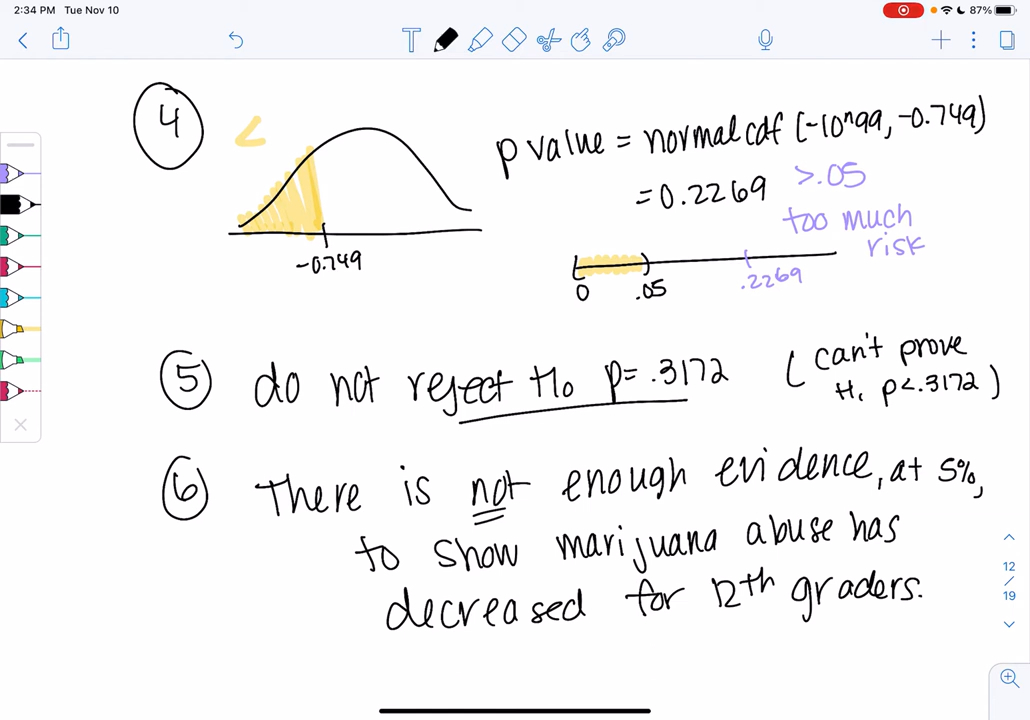 2:34 PM Tue Nov 10
87%
T
4
<
p value = normalcdf (-10^99, -0.749)
= 0.2269
>.05
too much
risk
-0.749
0
.05
.2269
5
do not reject H₀ p= .3172
( can't prove
H₁ p<.3172 )
6
There is not enough evidence, at 5%,
to show marijuana abuse has
decreased for 12th graders.
12
/
19